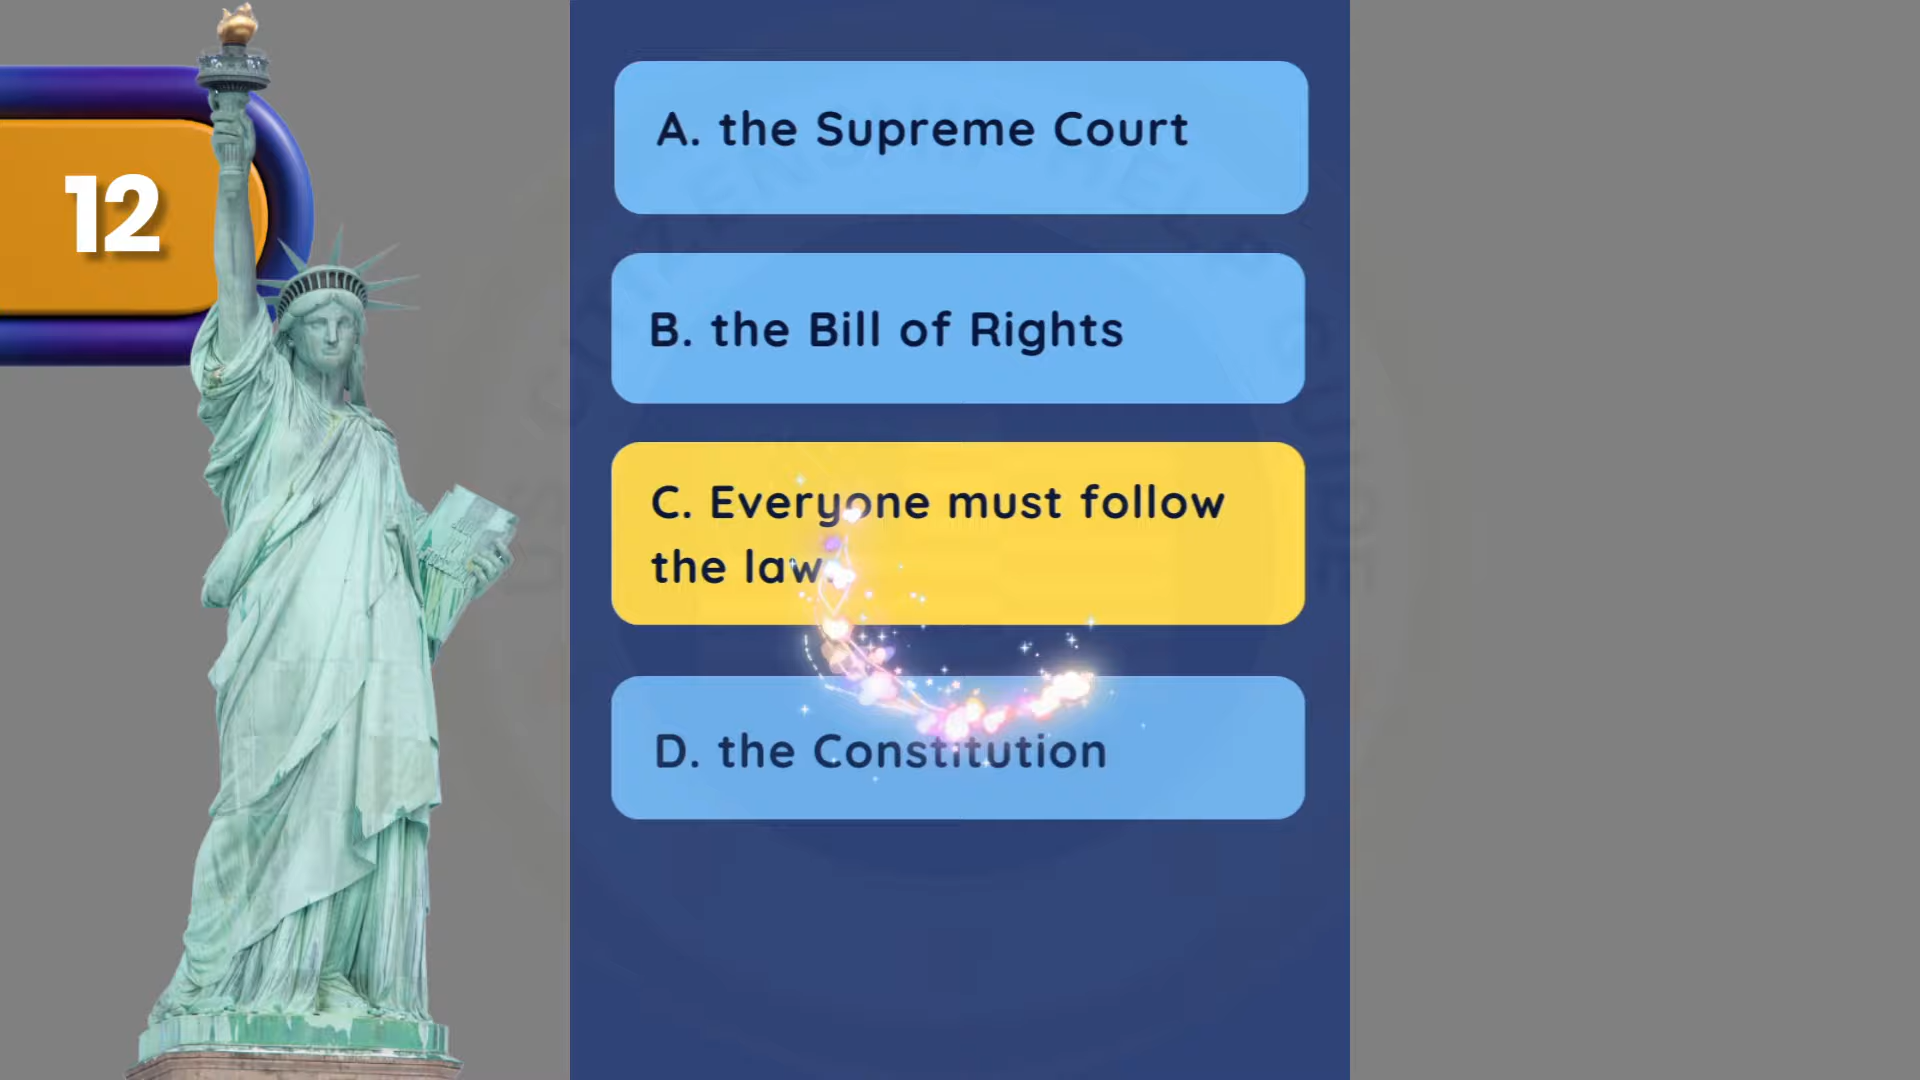 12
A. the Supreme Court
B. the Bill of Rights
C. Everyone must follow
the law.
D. the Constitution